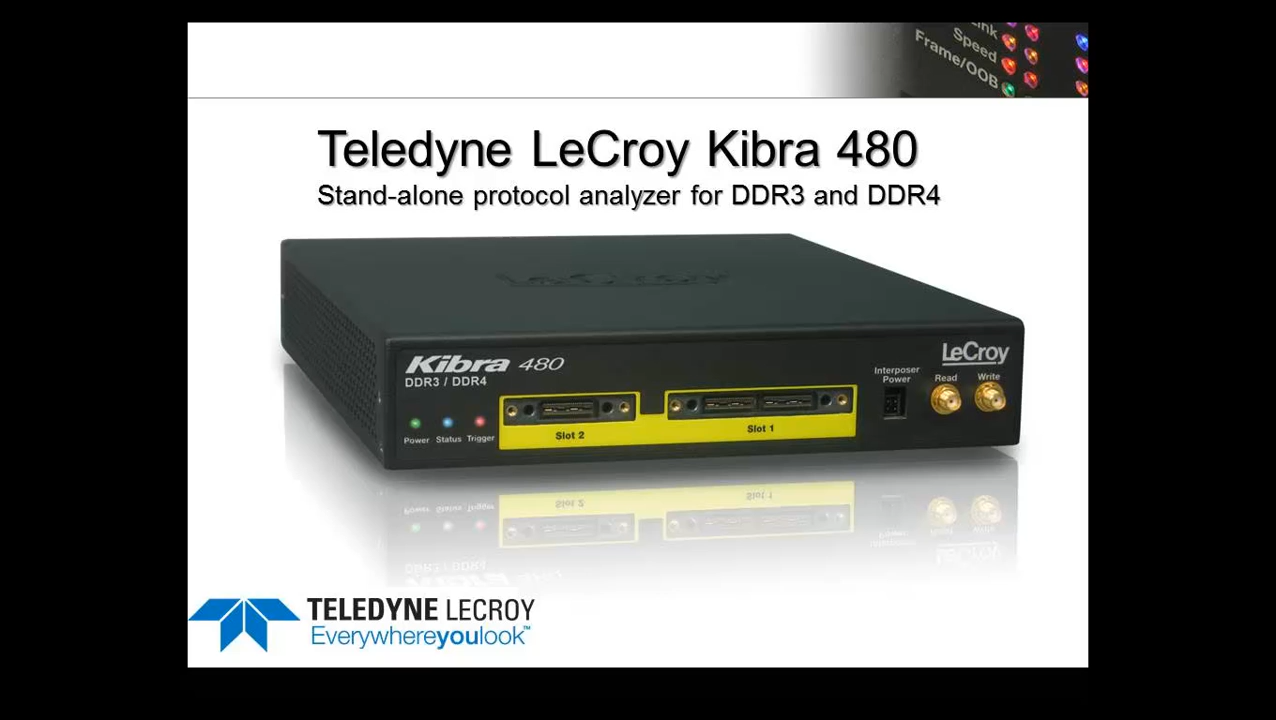 Link
Speed
Frame/OOB
Teledyne LeCroy Kibra 480
Stand-alone protocol analyzer for DDR3 and DDR4
LeCroy
Kibra 480
DDR3 / DDR4
LeCroy
Interposer
Power
Read
Write
Power
Status
Trigger
Slot 2
Slot 1
TELEDYNE LECROY
Everywhereyoulook™